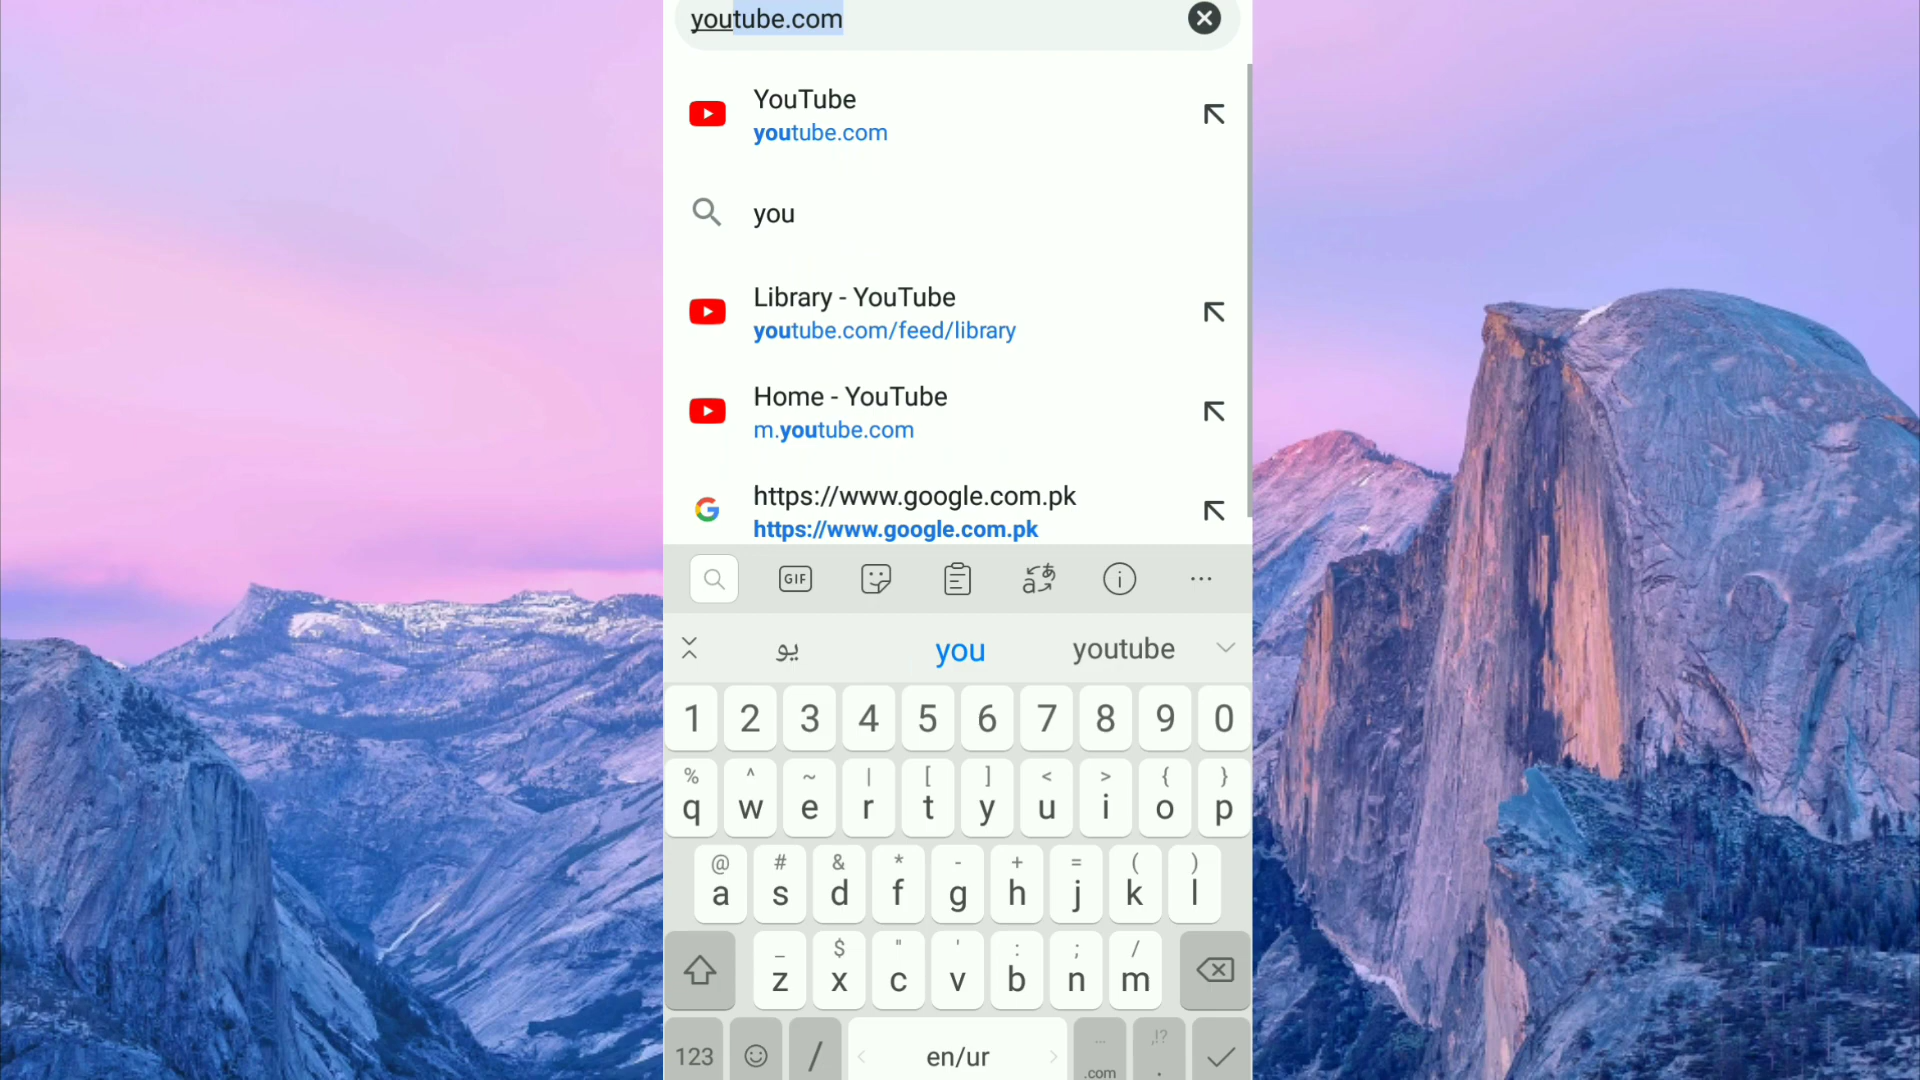 youtube.com
YouTube
youtube.com
you
Library - YouTube
youtube.com/feed/library
Home - YouTube
m.youtube.com
https://www.google.com.pk
https://www.google.com.pk
GIF
یو you youtube
1 2 3 4 5 6 7 8 9 0
% ^ ~ | [ ] < > { }
q w e r t y u i o p
@ # & * - + = ( )
a s d f g h j k l
_ $ " ' : ; /
z x c v b n m
... ,!?
123 / en/ur .com .